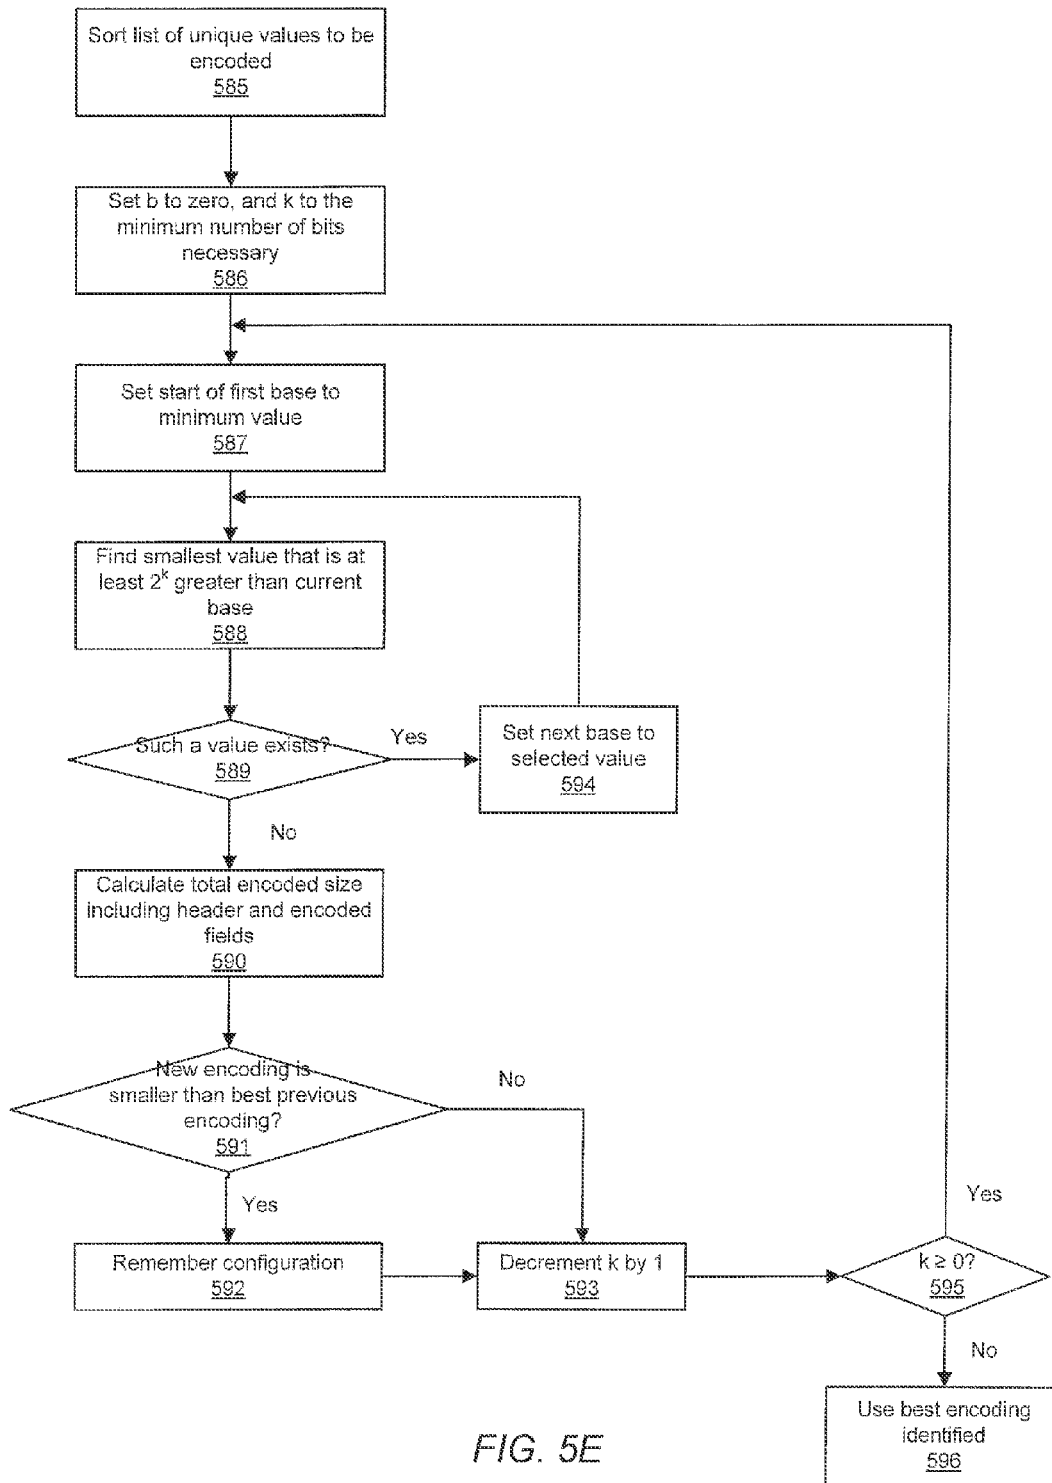 Sort list of unique values to be
encoded
585
Set b to zero, and k to the
minimum number of bits
necessary
586
Set start of first base to
minimum value
587
Find smallest value that is at
least 2^k greater than current
base
588
Such a value exists?
589
Yes
Set next base to
selected value
594
No
Calculate total encoded size
including header and encoded
fields
590
New encoding is
smaller than best previous
encoding?
591
No
Yes
Remember configuration
592
Decrement k by 1
593
k ≥ 0?
595
Yes
No
Use best encoding
identified
596
FIG. 5E